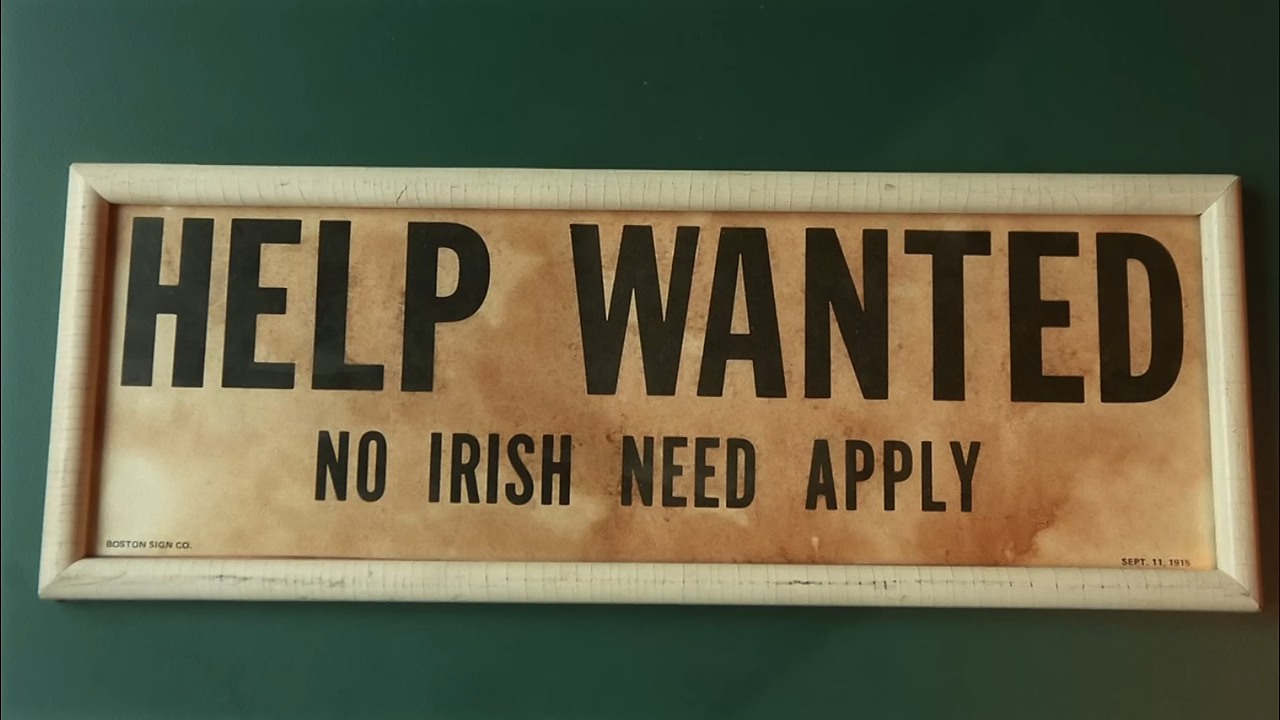 HELP WANTED
NO IRISH NEED APPLY
BOSTON SIGN CO.
SEPT. 11, 1915